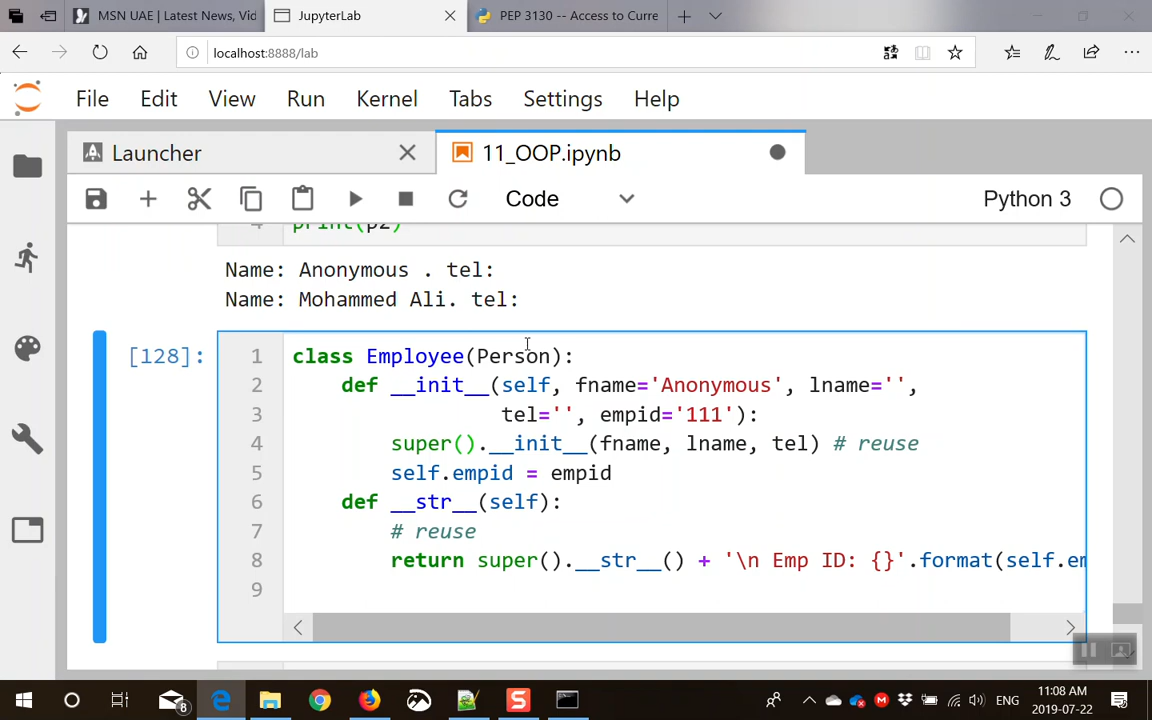 MSN UAE | Latest News, Vid
JupyterLab
PEP 3130 -- Access to Curre
localhost:8888/lab
File Edit View Run Kernel Tabs Settings Help
Launcher
11_OOP.ipynb
Code
Python 3
4 print(p2)
Name: Anonymous . tel:
Name: Mohammed Ali. tel:
[128]:
1 class Employee(Person):
2 def __init__(self, fname='Anonymous', lname='',
3 tel='', empid='111'):
4 super().__init__(fname, lname, tel) # reuse
5 self.empid = empid
6 def __str__(self):
7 # reuse
8 return super().__str__() + '\n Emp ID: {}'.format(self.em
9
8
ENG
11:08 AM
2019-07-22